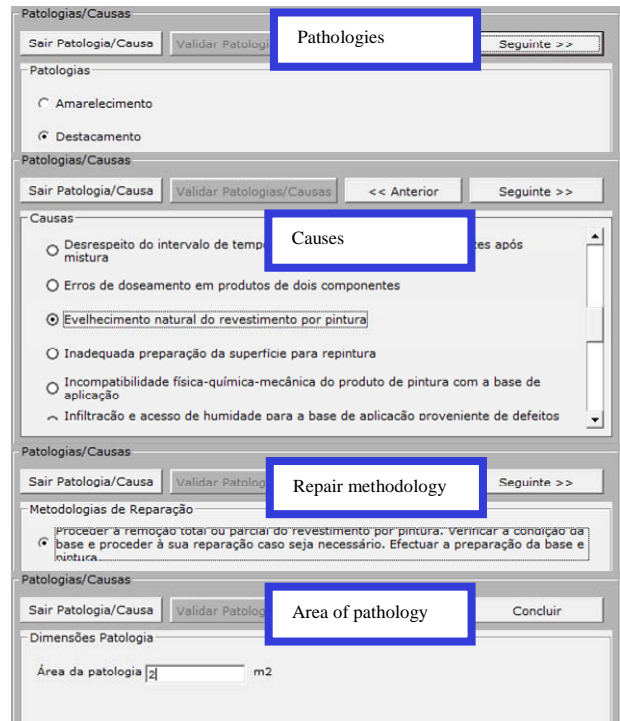 Patologias/Causas
Sair Patologia/Causa Validar Patologi Pathologies Seguinte >>
Patologias
Amarelecimento
Destacamento
Patologias/Causas
Sair Patologia/Causa Validar Patologias/Causas << Anterior Seguinte >>
Causas
Causes
Desrespeito do intervalo de tempo es após
mistura
Erros de doseamento em produtos de dois componentes
Evelhecimento natural do revestimento por pintura
Inadequada preparação da superfície para repintura
Incompatibilidade física-química-mecânica do produto de pintura com a base de
aplicação
Infiltração e acesso de humidade para a base de aplicação proveniente de defeitos
Patologias/Causas
Sair Patologia/Causa Validar Patolog Repair methodology Seguinte >>
Metodologias de Reparação
Proceder à remoção total ou parcial do revestimento por pintura. Verificar a condição da
base e proceder à sua reparação caso seja necessário. Efectuar a preparação da base e
pintura.
Patologias/Causas
Sair Patologia/Causa Validar Patolog Area of pathology Concluir
Dimensões Patologia
Área da patologia 2 m2